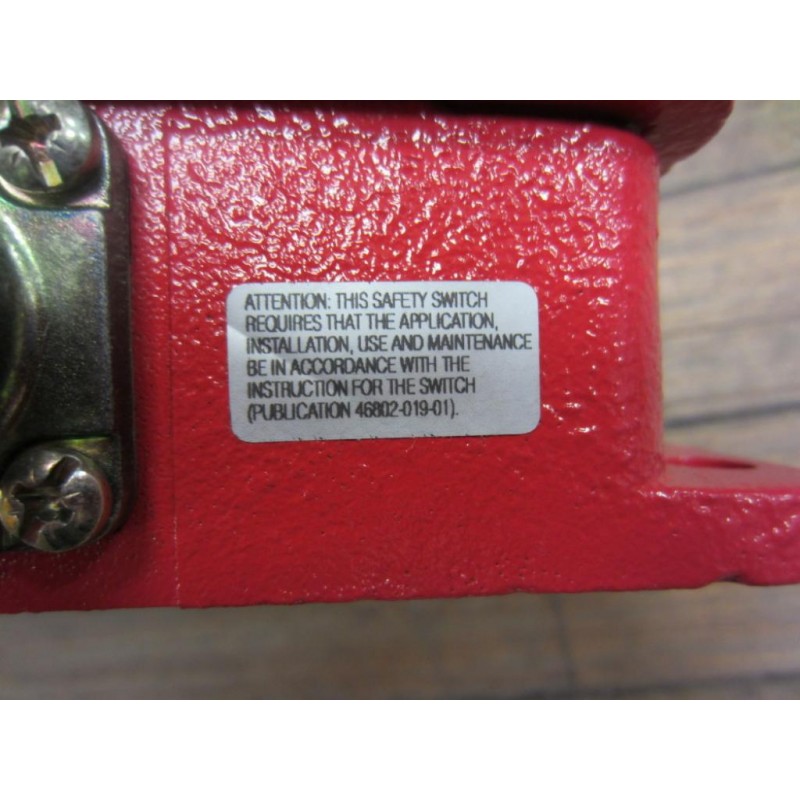 ATTENTION: THIS SAFETY SWITCH
REQUIRES THAT THE APPLICATION,
INSTALLATION, USE AND MAINTENANCE
BE IN ACCORDANCE WITH THE
INSTRUCTION FOR THE SWITCH
(PUBLICATION 46802-019-01).